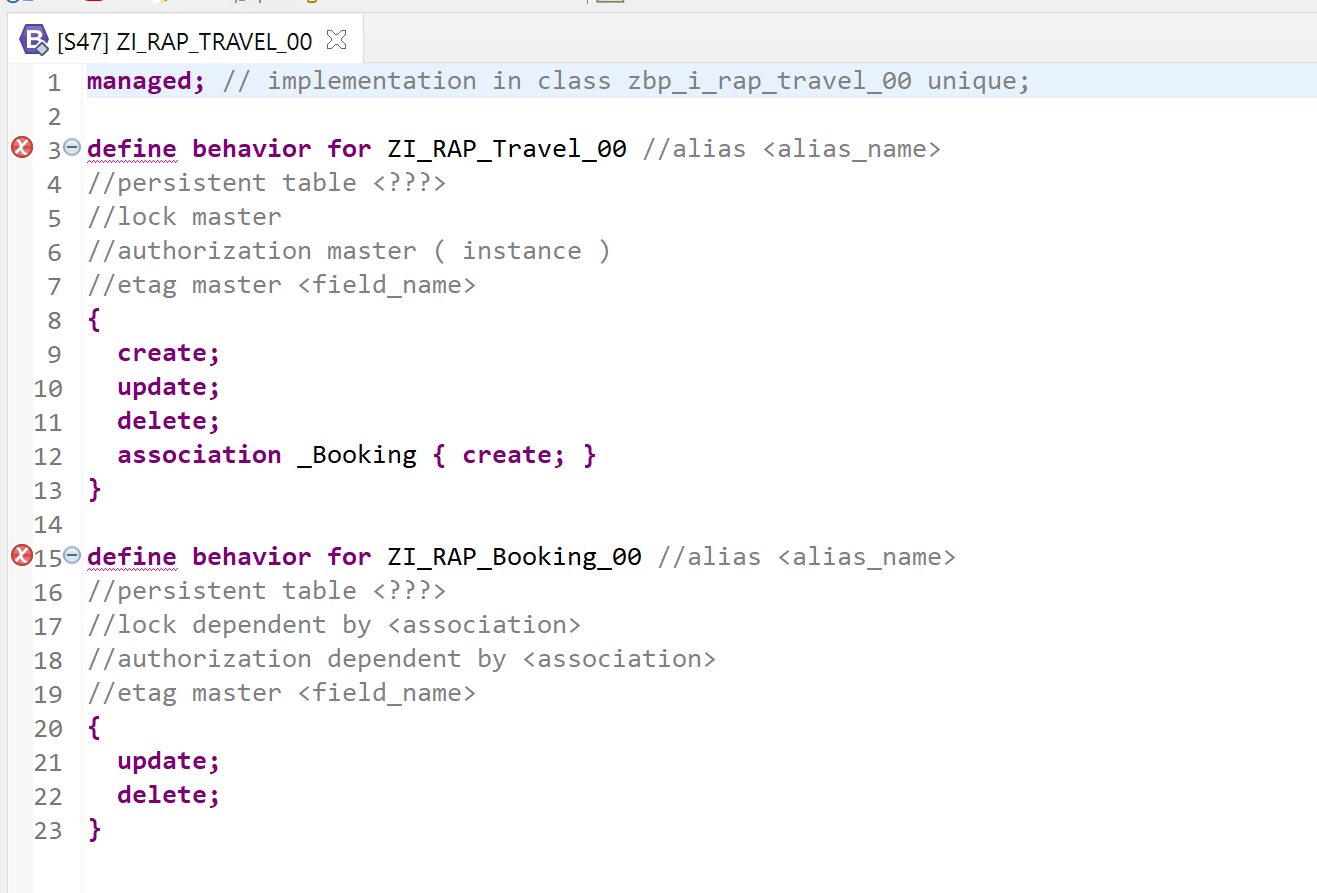 [S47] ZI_RAP_TRAVEL_00
1 managed; // implementation in class zbp_i_rap_travel_00 unique;
2
3 define behavior for ZI_RAP_Travel_00 //alias <alias_name>
4 //persistent table <???>
5 //lock master
6 //authorization master ( instance )
7 //etag master <field_name>
8 {
9   create;
10   update;
11   delete;
12   association _Booking { create; }
13 }
14
15 define behavior for ZI_RAP_Booking_00 //alias <alias_name>
16 //persistent table <???>
17 //lock dependent by <association>
18 //authorization dependent by <association>
19 //etag master <field_name>
20 {
21   update;
22   delete;
23 }